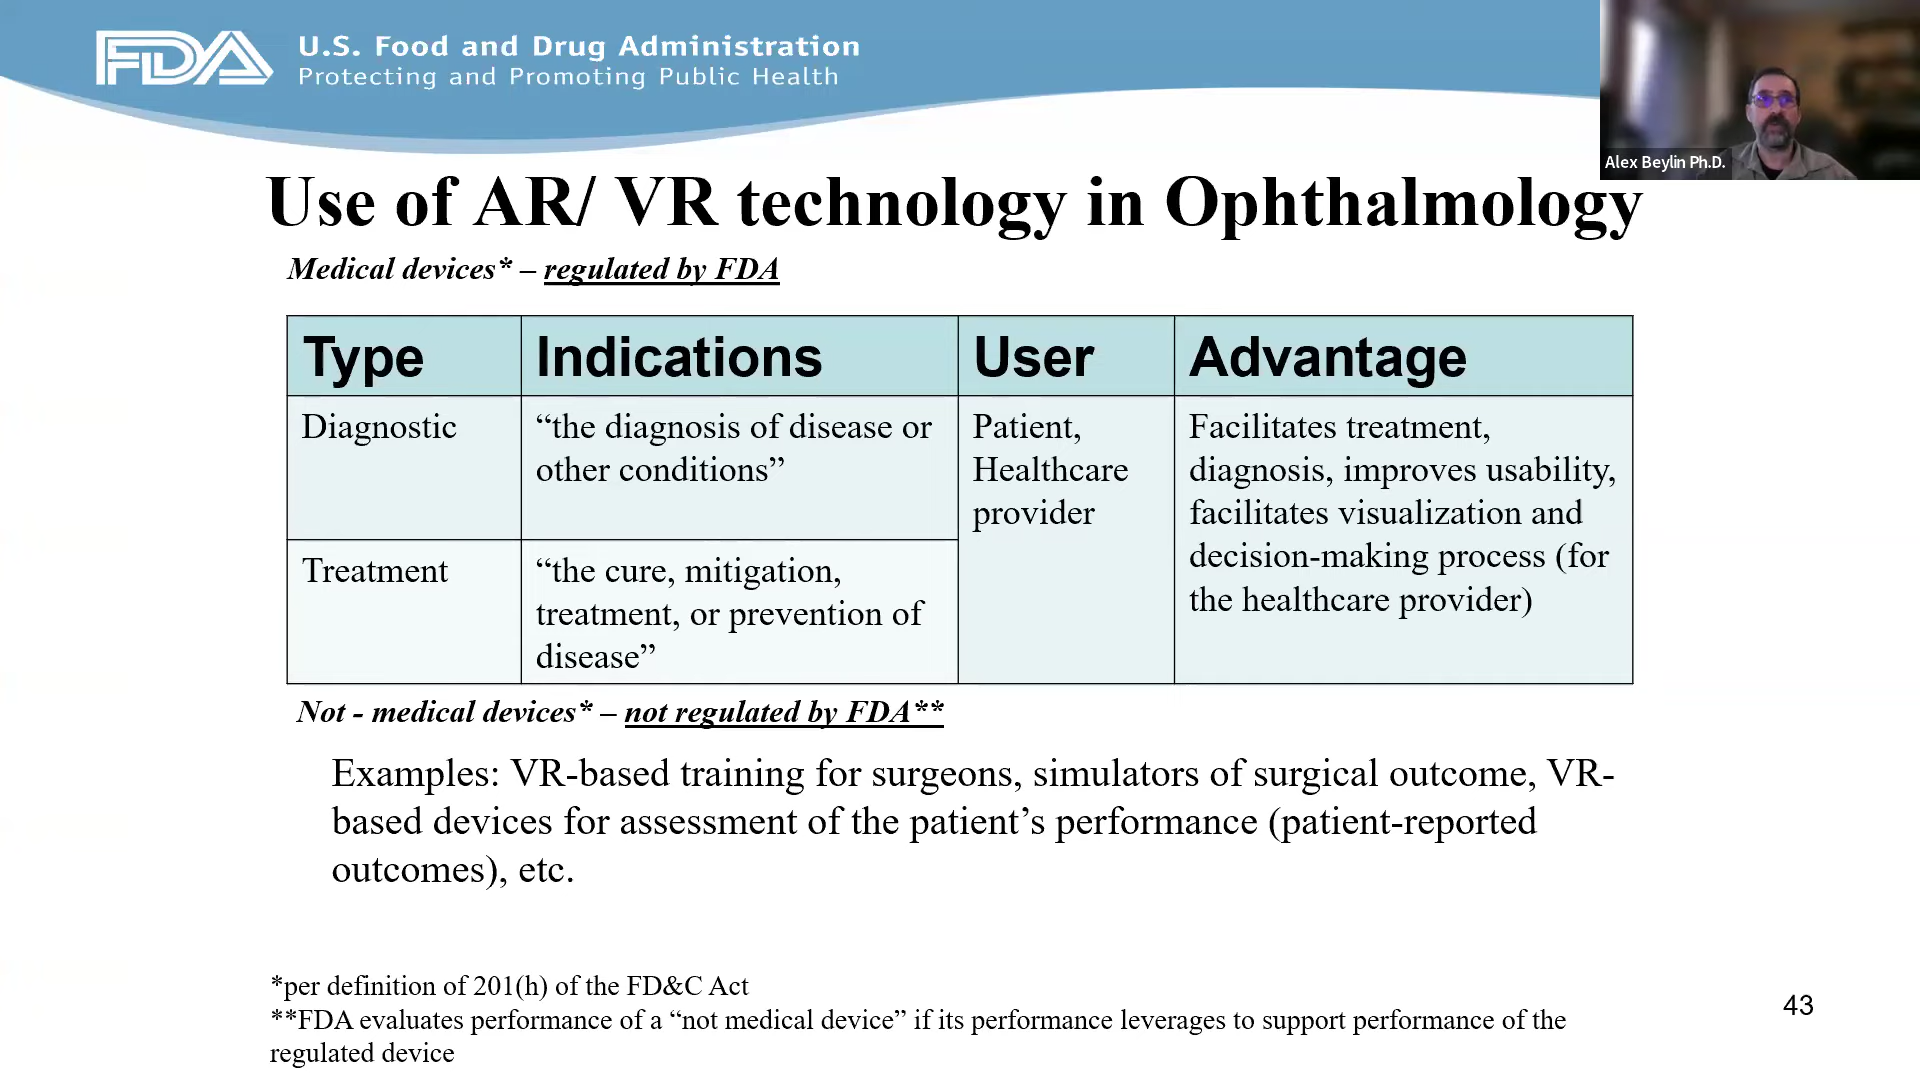 FDA
U.S. Food and Drug Administration
Protecting and Promoting Public Health
Alex Beylin Ph.D.
Use of AR/ VR technology in Ophthalmology
Medical devices* – regulated by FDA
Type
Indications
User
Advantage
Diagnostic
“the diagnosis of disease or
other conditions”
Patient,
Healthcare
provider
Facilitates treatment,
diagnosis, improves usability,
facilitates visualization and
decision-making process (for
the healthcare provider)
Treatment
“the cure, mitigation,
treatment, or prevention of
disease”
Not - medical devices* – not regulated by FDA**
Examples: VR-based training for surgeons, simulators of surgical outcome, VR-
based devices for assessment of the patient’s performance (patient-reported
outcomes), etc.
*per definition of 201(h) of the FD&C Act
**FDA evaluates performance of a “not medical device” if its performance leverages to support performance of the
regulated device
43